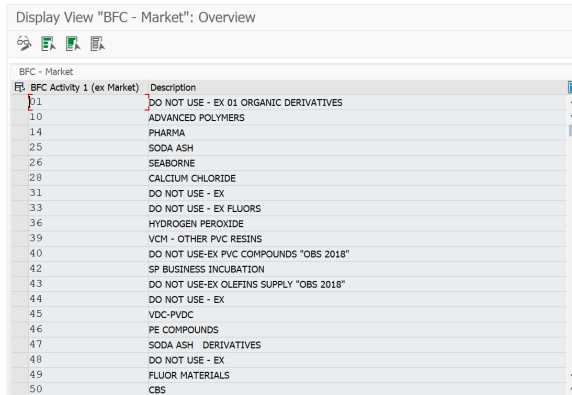 Display View "BFC - Market": Overview
BFC - Market
BFC Activity 1 (ex Market) Description
01 DO NOT USE - EX 01 ORGANIC DERIVATIVES
10 ADVANCED POLYMERS
14 PHARMA
25 SODA ASH
26 SEABORNE
28 CALCIUM CHLORIDE
31 DO NOT USE - EX
33 DO NOT USE - EX FLUORS
36 HYDROGEN PEROXIDE
39 VCM - OTHER PVC RESINS
40 DO NOT USE-EX PVC COMPOUNDS "OBS 2018"
42 SP BUSINESS INCUBATION
43 DO NOT USE-EX OLEFINS SUPPLY "OBS 2018"
44 DO NOT USE - EX
45 VDC-PVDC
46 PE COMPOUNDS
47 SODA ASH   DERIVATIVES
48 DO NOT USE - EX
49 FLUOR MATERIALS
50 CBS